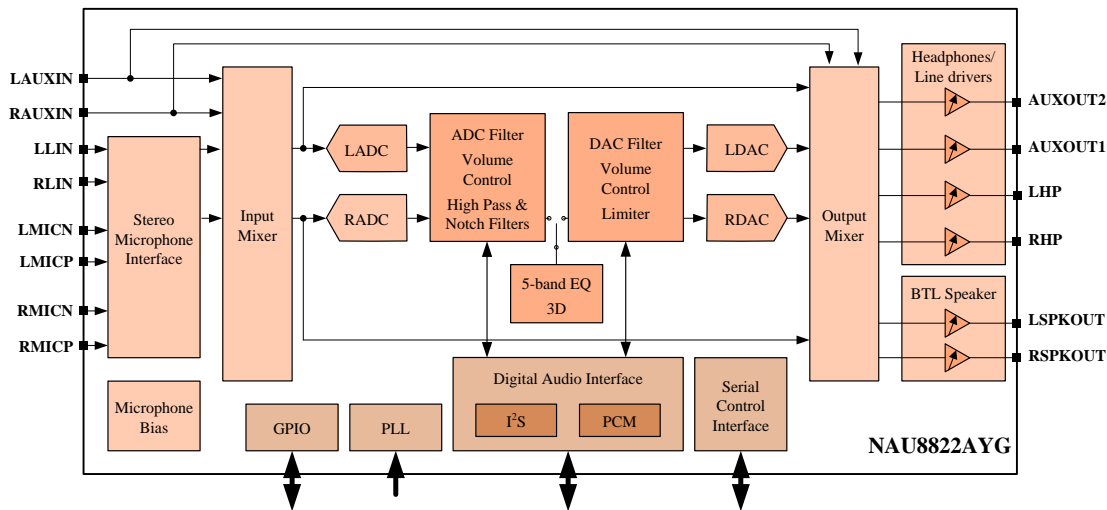 LAUXIN
RAUXIN
LLIN
RLIN
LMICN
LMICP
RMICN
RMICP
Stereo
Microphone
Interface
Microphone
Bias
Input
Mixer
LADC
RADC
ADC Filter
Volume
Control
High Pass &
Notch Filters
5-band EQ
3D
DAC Filter
Volume
Control
Limiter
LDAC
RDAC
Output
Mixer
Headphones/
Line drivers
BTL Speaker
AUXOUT2
AUXOUT1
LHP
RHP
LSPKOUT
RSPKOUT
GPIO
PLL
Digital Audio Interface
I²S
PCM
Serial
Control
Interface
NAU8822AYG